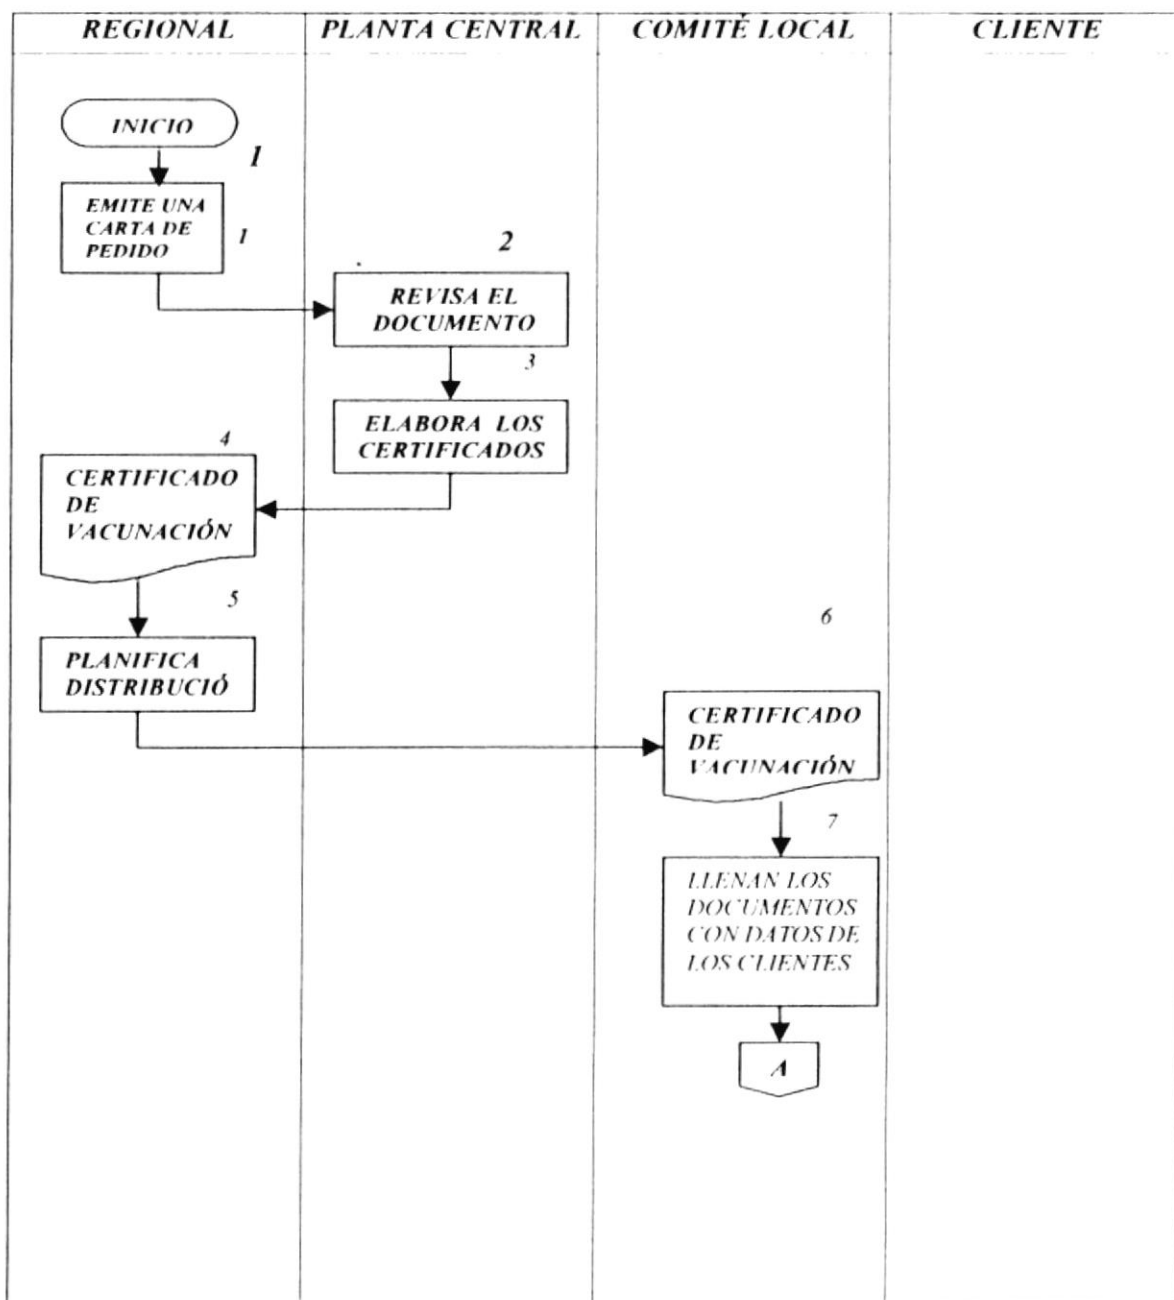 REGIONAL PLANTA CENTRAL COMITÉ LOCAL CLIENTE
INICIO
1
EMITE UNA
CARTA DE
PEDIDO
1
2
REVISA EL
DOCUMENTO
3
ELABORA LOS
CERTIFICADOS
4
CERTIFICADO
DE
VACUNACIÓN
5
PLANIFICA
DISTRIBUCIÓ
6
CERTIFICADO
DE
VACUNACIÓN
7
LLENAN LOS
DOCUMENTOS
CON DATOS DE
LOS CLIENTES
A